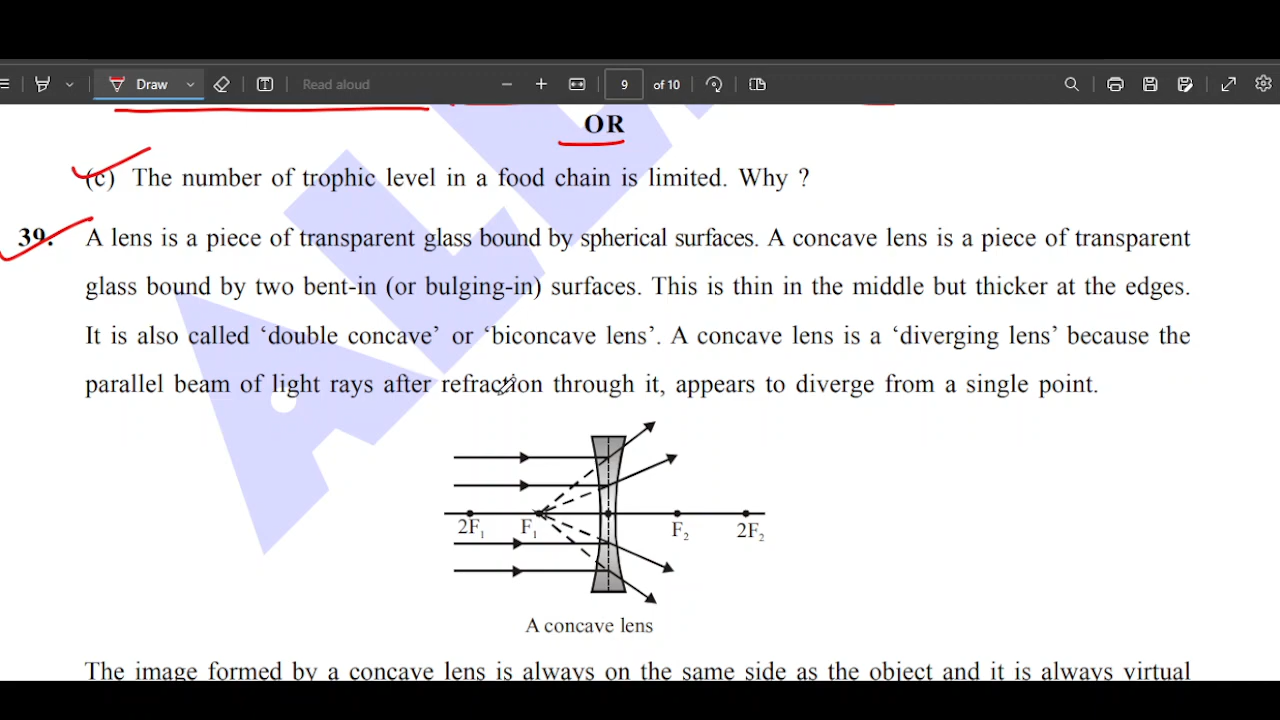 Draw
Read aloud
9 of 10
OR
(c) The number of trophic level in a food chain is limited. Why ?
39. A lens is a piece of transparent glass bound by spherical surfaces. A concave lens is a piece of transparent
glass bound by two bent-in (or bulging-in) surfaces. This is thin in the middle but thicker at the edges.
It is also called ‘double concave’ or ‘biconcave lens’. A concave lens is a ‘diverging lens’ because the
parallel beam of light rays after refraction through it, appears to diverge from a single point.
2F₁ F₁ F₂ 2F₂
A concave lens
The image formed by a concave lens is always on the same side as the object and it is always virtual